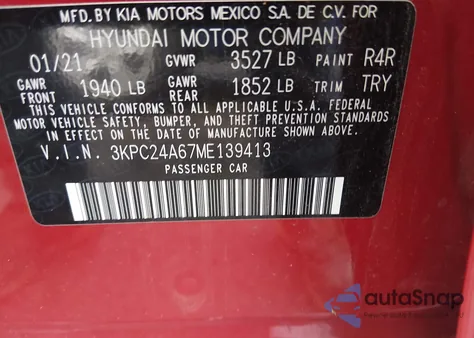 MFD. BY KIA MOTORS MEXICO S.A. DE C.V. FOR
HYUNDAI MOTOR COMPANY
01/21 GVWR 3527 LB PAINT R4R
GAWR FRONT 1940 LB GAWR REAR 1852 LB TRIM TRY
THIS VEHICLE CONFORMS TO ALL APPLICABLE U.S.A. FEDERAL
MOTOR VEHICLE SAFETY, BUMPER, AND THEFT PREVENTION STANDARDS
IN EFFECT ON THE DATE OF MANUFACTURE SHOWN ABOVE.
V.I.N. 3KPC24A67ME139413
PASSENGER CAR
autoSnap